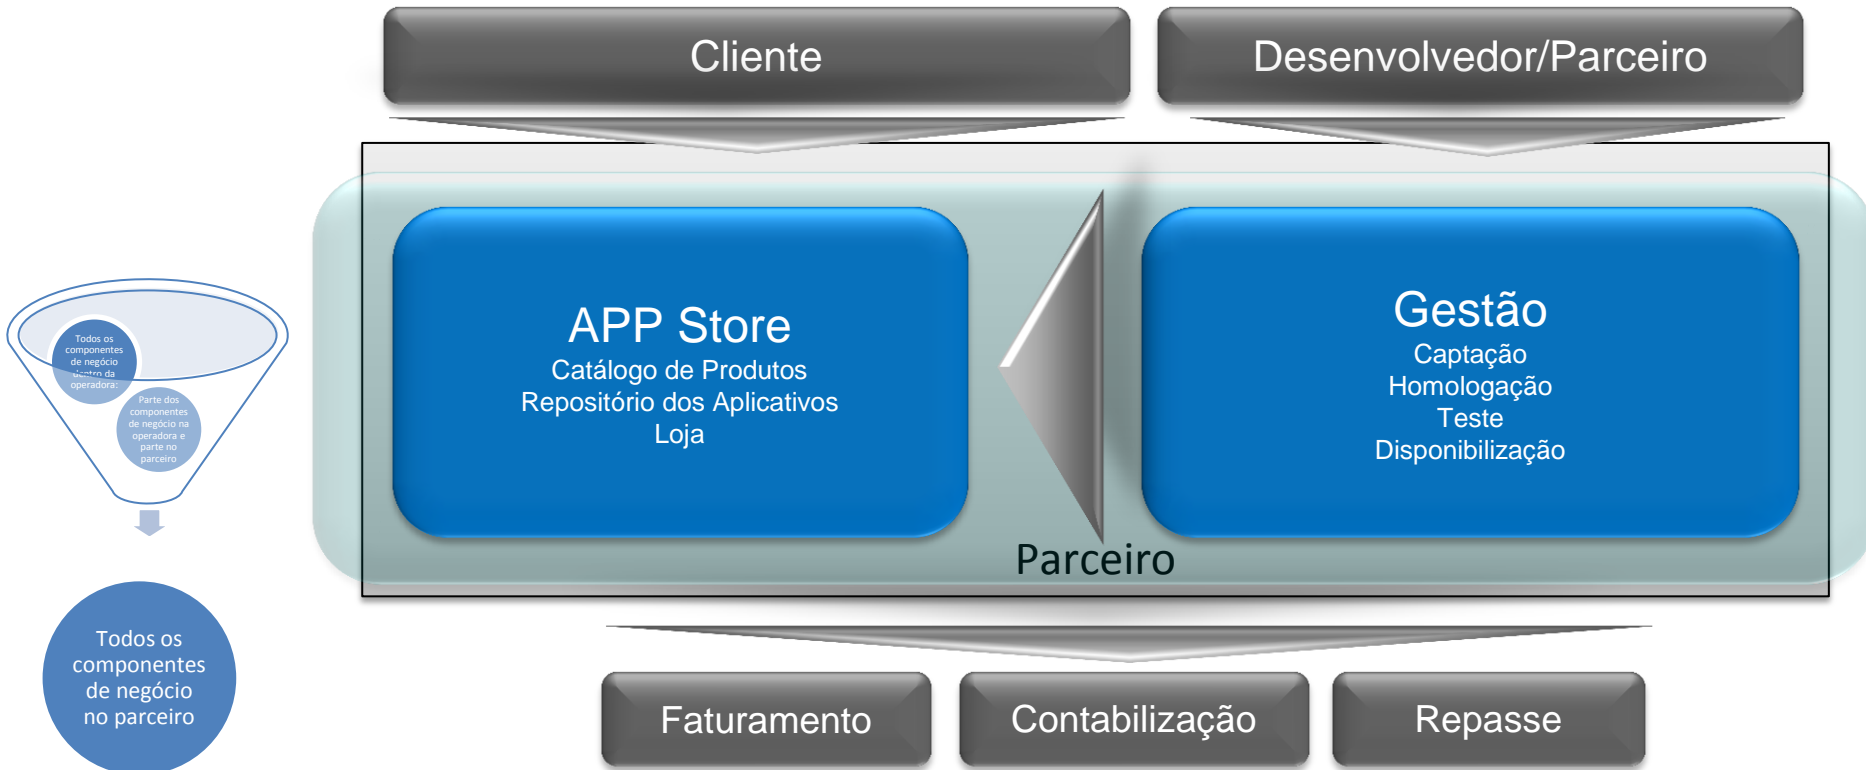 Cliente
Desenvolvedor/Parceiro
Todos os
componentes
de negócio
dentro da
operadora:
Parte dos
componentes
de negócio na
operadora e
parte no
parceiro
Todos os
componentes
de negócio
no parceiro
APP Store
Catálogo de Produtos
Repositório dos Aplicativos
Loja
Gestão
Captação
Homologação
Teste
Disponibilização
Parceiro
Faturamento
Contabilização
Repasse